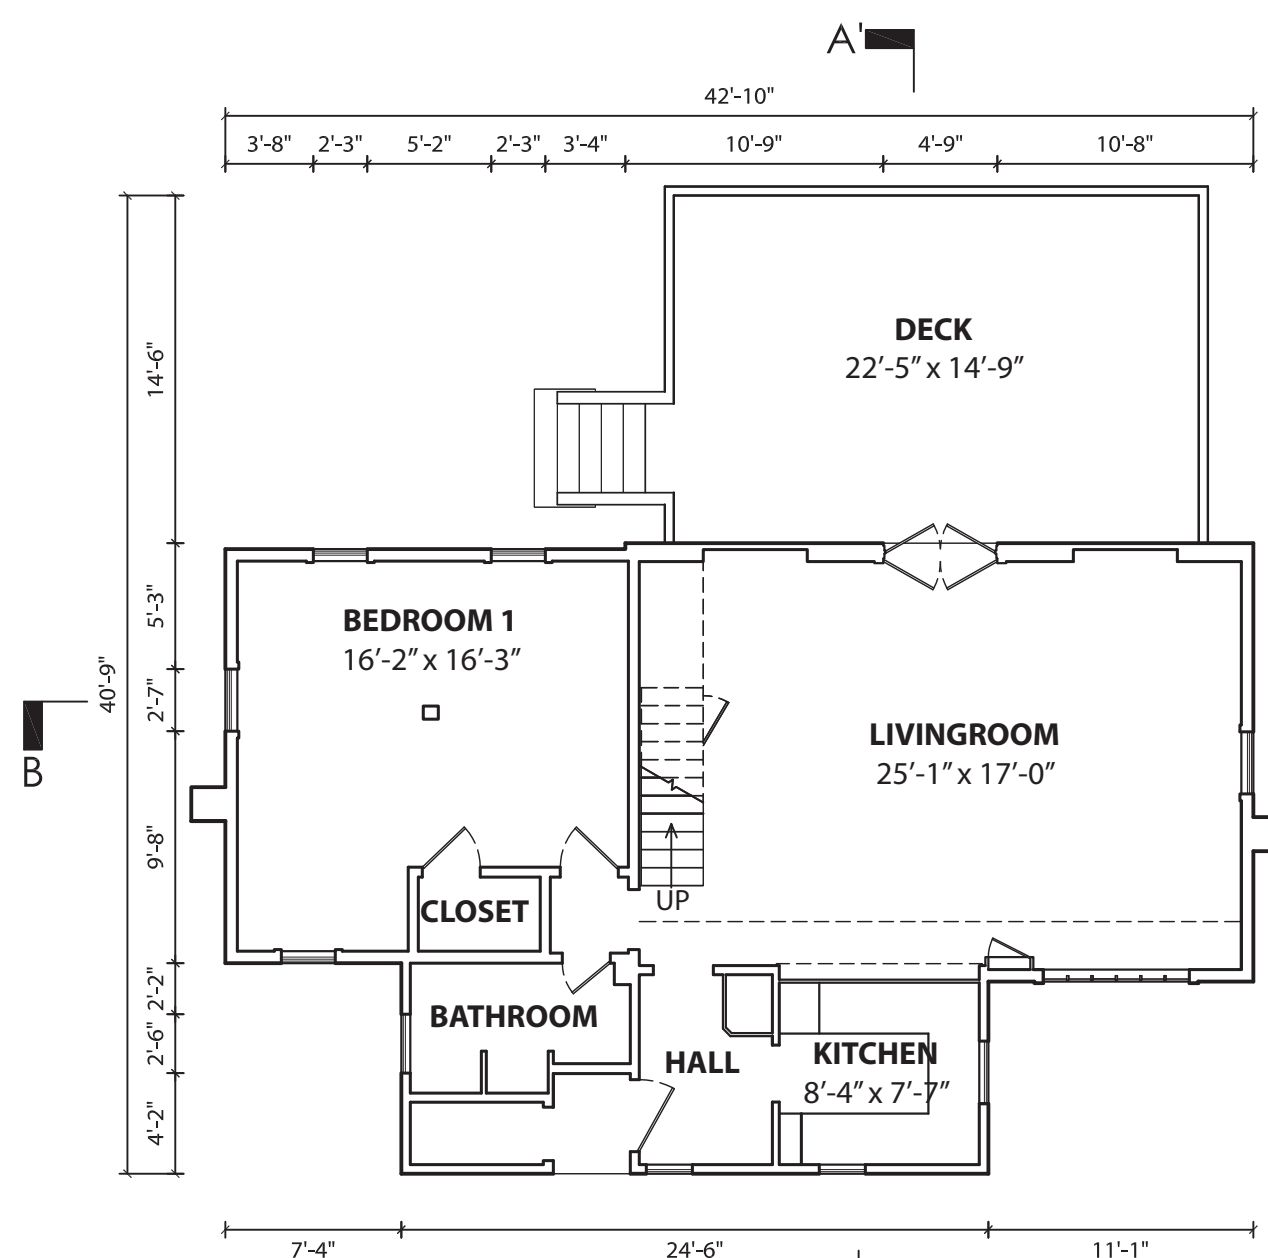 A'
42'-10"
3'-8" 2'-3" 5'-2" 2'-3" 3'-4" 10'-9" 4'-9" 10'-8"
14'-6"
DECK
22'-5" x 14'-9"
5'-3"
BEDROOM 1
16'-2" x 16'-3"
40'-9"
2'-7"
B
LIVINGROOM
25'-1" x 17'-0"
9'-8"
UP
CLOSET
2'-2"
BATHROOM
2'-6"
HALL
KITCHEN
8'-4" x 7'-7"
4'-2"
7'-4" 24'-6" 11'-1"